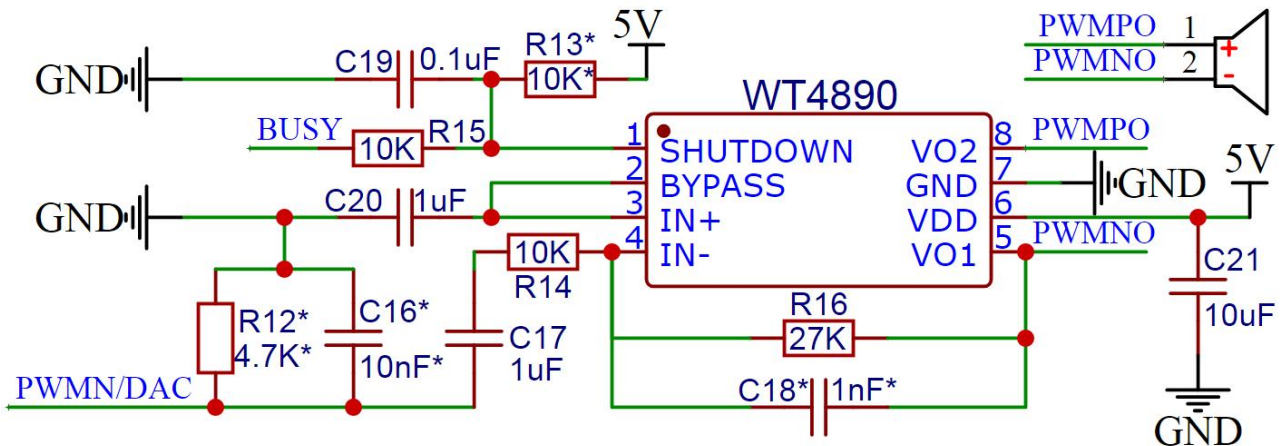 5V
PWMPO 1
PWMNO 2
+
-
C19 0.1uF R13*
10K*
GND
WT4890
BUSY R15
10K
1 SHUTDOWN VO2 8 PWMPO
2 BYPASS GND 7 GND
5V
GND C20 1uF
3 IN+ VDD 6
4 IN- VO1 5 PWMNO
10K
R14
C21
10uF
R16
27K
R12*
4.7K*
C16*
10nF*
C17
1uF
C18* 1nF*
PWMN/DAC
GND